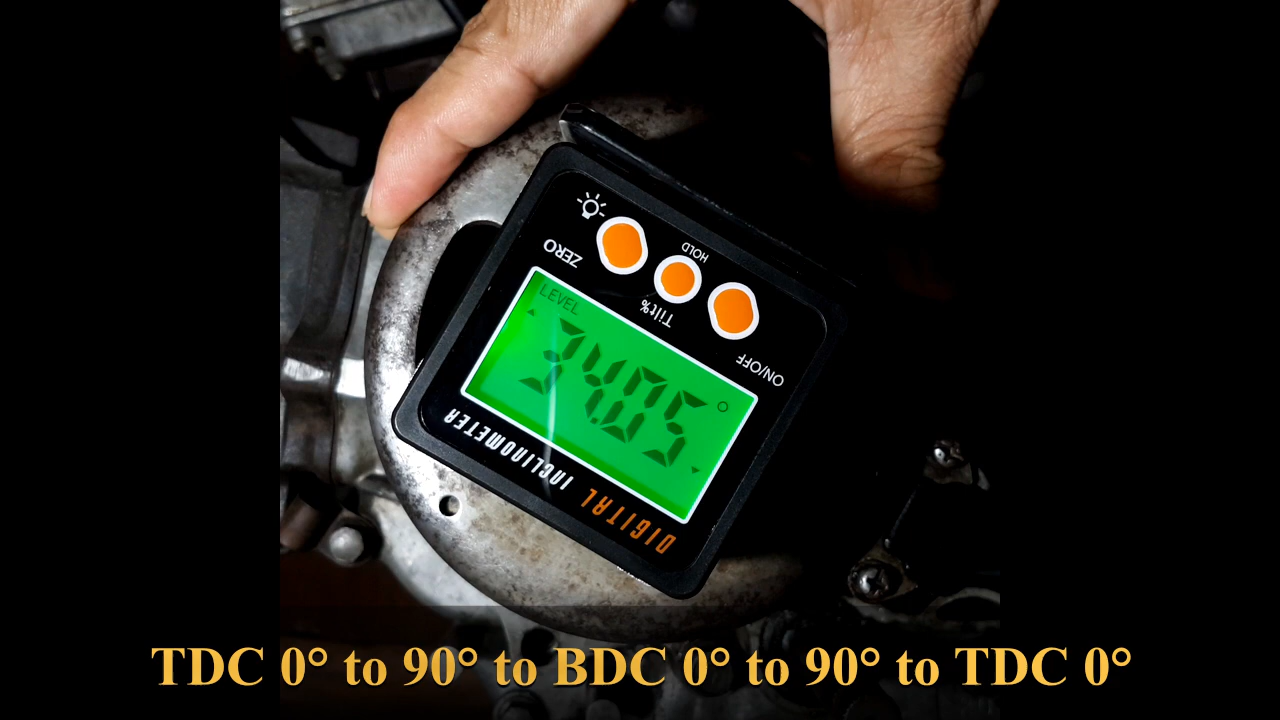 ZERO
HOLD
Tilt%
ON/OFF
LEVEL
34.05°
DIGITAL INCLINOMETER
TDC 0° to 90° to BDC 0° to 90° to TDC 0°